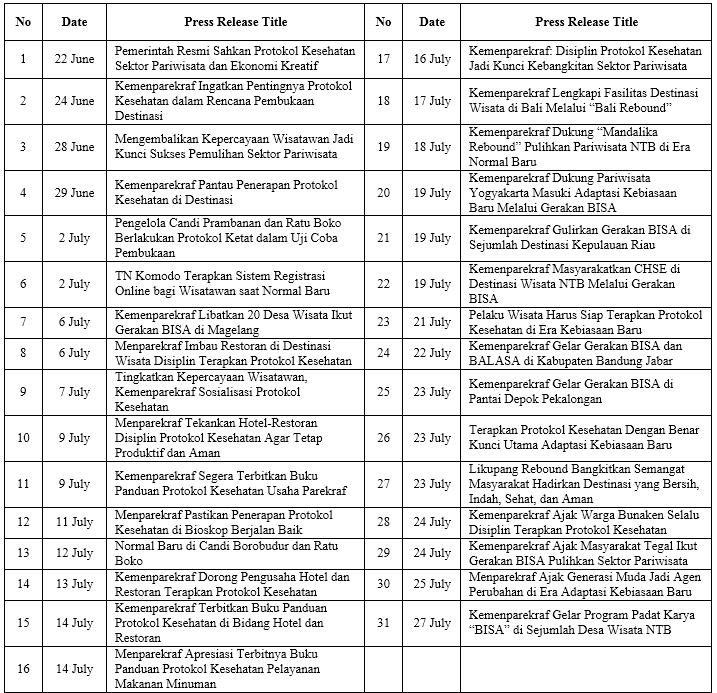 No Date Press Release Title No Date Press Release Title
1 22 June Pemerintah Resmi Sahkan Protokol Kesehatan
Sektor Pariwisata dan Ekonomi Kreatif
17 16 July Kemenparekraf: Disiplin Protokol Kesehatan
Jadi Kunci Kebangkitan Sektor Pariwisata
2 24 June Kemenparekraf Ingatkan Pentingnya Protokol
Kesehatan dalam Rencana Pembukaan
Destinasi
18 17 July Kemenparekraf Lengkapi Fasilitas Destinasi
Wisata di Bali Melalui “Bali Rebound”
3 28 June Mengembalikan Kepercayaan Wisatawan Jadi
Kunci Sukses Pemulihan Sektor Pariwisata
19 18 July Kemenparekraf Dukung “Mandalika
Rebound” Pulihkan Pariwisata NTB di Era
Normal Baru
4 29 June Kemenparekraf Pantau Penerapan Protokol
Kesehatan di Destinasi
20 19 July Kemenparekraf Dukung Pariwisata
Yogyakarta Masuki Adaptasi Kebiasaan
Baru Melalui Gerakan BISA
5 2 July Pengelola Candi Prambanan dan Ratu Boko
Berlakukan Protokol Ketat dalam Uji Coba
Pembukaan
21 19 July Kemenparekraf Gulirkan Gerakan BISA di
Sejumlah Destinasi Kepulauan Riau
6 2 July TN Komodo Terapkan Sistem Registrasi
Online bagi Wisatawan saat Normal Baru
22 19 July Kemenparekraf Masyarakatkan CHSE di
Destinasi Wisata NTB Melalui Gerakan
BISA
7 6 July Kemenparekraf Libatkan 20 Desa Wisata Ikut
Gerakan BISA di Magelang
23 21 July Pelaku Wisata Harus Siap Terapkan Protokol
Kesehatan di Era Kebiasaan Baru
8 6 July Menparekraf Imbau Restoran di Destinasi
Wisata Disiplin Terapkan Protokol Kesehatan
24 22 July Kemenparekraf Gelar Gerakan BISA dan
BALASA di Kabupaten Bandung Jabar
9 7 July Tingkatkan Kepercayaan Wisatawan,
Kemenparekraf Sosialisasi Protokol
Kesehatan
25 23 July Kemenparekraf Gelar Gerakan BISA di
Pantai Depok Pekalongan
10 9 July Menparekraf Tekankan Hotel-Restoran
Disiplin Protokol Kesehatan Agar Tetap
Produktif dan Aman
26 23 July Terapkan Protokol Kesehatan Dengan Benar
Kunci Utama Adaptasi Kebiasaan Baru
11 9 July Kemenparekraf Segera Terbitkan Buku
Panduan Protokol Kesehatan Usaha Parekraf
27 23 July Likupang Rebound Bangkitkan Semangat
Masyarakat Hadirkan Destinasi yang Bersih,
Indah, Sehat, dan Aman
12 11 July Menparekraf Pastikan Penerapan Protokol
Kesehatan di Bioskop Berjalan Baik
28 24 July Kemenparekraf Ajak Warga Bunaken Selalu
Disiplin Terapkan Protokol Kesehatan
13 12 July Normal Baru di Candi Borobudur dan Ratu
Boko
29 24 July Kemenparekraf Ajak Masyarakat Tegal Ikut
Gerakan BISA Pulihkan Sektor Pariwisata
14 13 July Kemenparekraf Dorong Pengusaha Hotel dan
Restoran Terapkan Protokol Kesehatan
30 25 July Menparekraf Ajak Generasi Muda Jadi Agen
Perubahan di Era Adaptasi Kebiasaan Baru
15 14 July Kemenparekraf Terbitkan Buku Panduan
Protokol Kesehatan di Bidang Hotel dan
Restoran
31 27 July Kemenparekraf Gelar Program Padat Karya
“BISA” di Sejumlah Desa Wisata NTB
16 14 July Menparekraf Apresiasi Terbitnya Buku
Panduan Protokol Kesehatan Pelayanan
Makanan Minuman